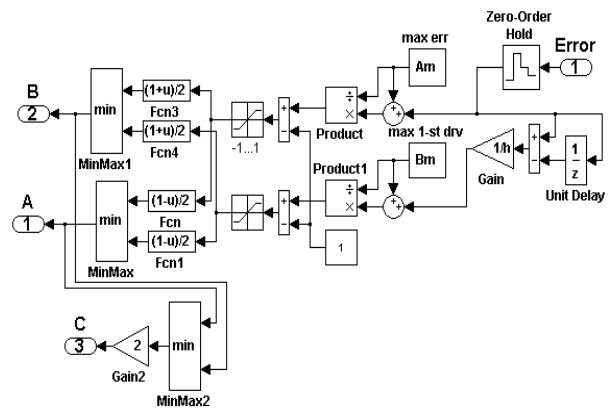 Zero-Order
Hold
Error
1
max err
Am
B
2
min
MinMax1
(1+u)/2
Fcn3
(1+u)/2
Fcn4
-1...1
+
-
÷
×
Product
+
+
max 1-st drv
Bm
1/h
Gain
+
-
1
z
Unit Delay
Product1
÷
×
+
+
A
1
min
MinMax
(1-u)/2
Fcn
(1-u)/2
Fcn1
+
-
1
C
3
2
Gain2
min
MinMax2